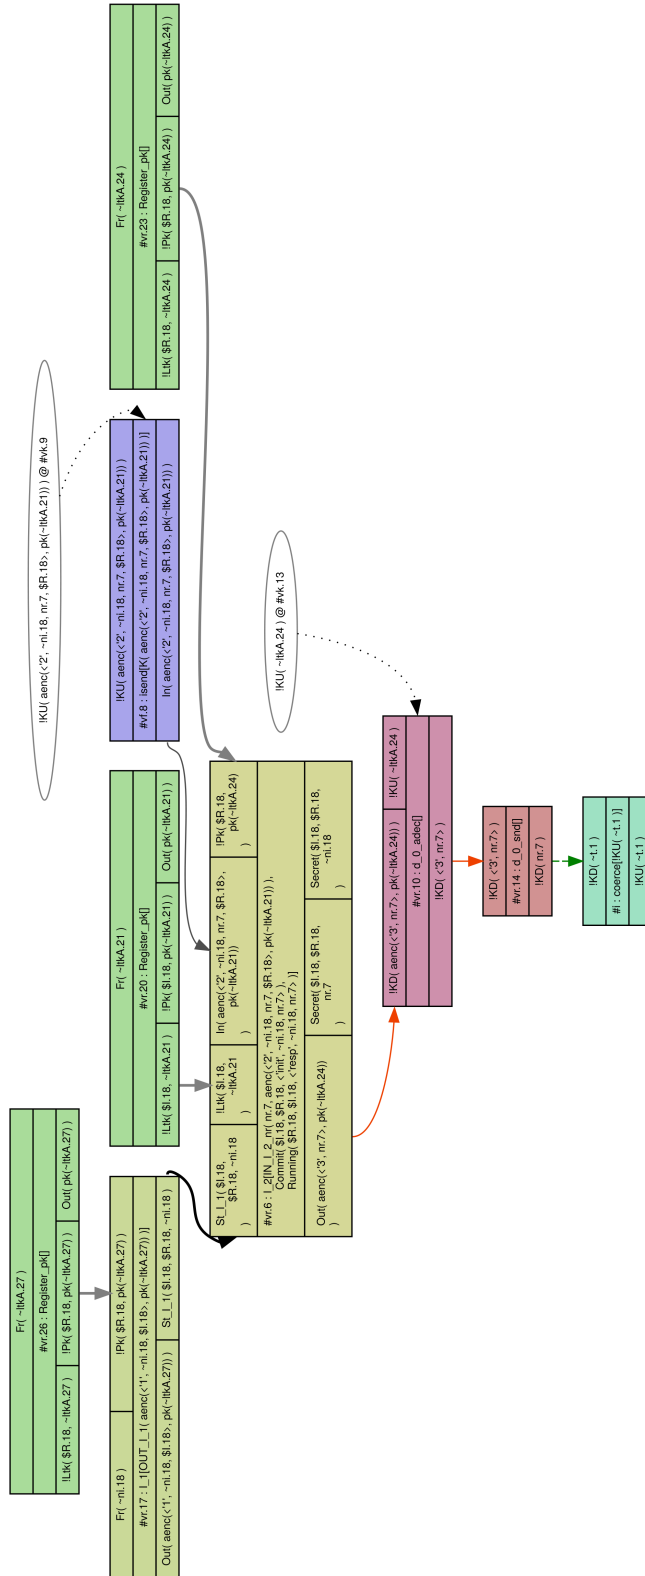 Fr( ~ltkA.27 )
#vr.26 : Register_pk[]
!Ltk( $R.18, ~ltkA.27 )
!Pk( $R.18, pk(~ltkA.27) )
Out( pk(~ltkA.27) )
!KU( aenc(<'2', ~ni.18, nr.7, $R.18>, pk(~ltkA.21)) ) @ #vk.9
Fr( ~ni.18 )
!Pk( $R.18, pk(~ltkA.27) )
#vr.17 : I_1[OUT_I_1( aenc(<'1', ~ni.18, $I.18>, pk(~ltkA.27)) )]
Out( aenc(<'1', ~ni.18, $I.18>, pk(~ltkA.27)) )
St_I_1( $I.18, $R.18, ~ni.18 )
Fr( ~ltkA.21 )
#vr.20 : Register_pk[]
!Ltk( $I.18, ~ltkA.21 )
!Pk( $I.18, pk(~ltkA.21) )
Out( pk(~ltkA.21) )
!KU( aenc(<'2', ~ni.18, nr.7, $R.18>, pk(~ltkA.21)) )
#vf.8 : isend[K( aenc(<'2', ~ni.18, nr.7, $R.18>, pk(~ltkA.21)) )]
In( aenc(<'2', ~ni.18, nr.7, $R.18>, pk(~ltkA.21)) )
Fr( ~ltkA.24 )
#vr.23 : Register_pk[]
!Ltk( $R.18, ~ltkA.24 )
!Pk( $R.18, pk(~ltkA.24) )
Out( pk(~ltkA.24) )
St_I_1( $I.18,
$R.18, ~ni.18
)
!Ltk( $I.18,
~ltkA.21
)
In( aenc(<'2', ~ni.18, nr.7, $R.18>,
pk(~ltkA.21))
)
!Pk( $R.18,
pk(~ltkA.24)
)
#vr.6 : I_2[IN_I_2_nr( nr.7, aenc(<'2', ~ni.18, nr.7, $R.18>, pk(~ltkA.21)) ),
Commit( $I.18, $R.18, <'init', ~ni.18, nr.7> ),
Running( $R.18, $I.18, <'resp', ~ni.18, nr.7> )]
Out( aenc(<'3', nr.7>, pk(~ltkA.24))
)
Secret( $I.18, $R.18,
nr.7
)
Secret( $I.18, $R.18,
~ni.18
)
!KU( ~ltkA.24 ) @ #vk.13
!KD( aenc(<'3', nr.7>, pk(~ltkA.24)) )
!KU( ~ltkA.24 )
#vr.10 : d_0_adec[]
!KD( <'3', nr.7> )
!KD( <'3', nr.7> )
#vr.14 : d_0_snd[]
!KD( nr.7 )
!KD( ~t.1 )
#i : coerce[!KU( ~t.1 )]
!KU( ~t.1 )